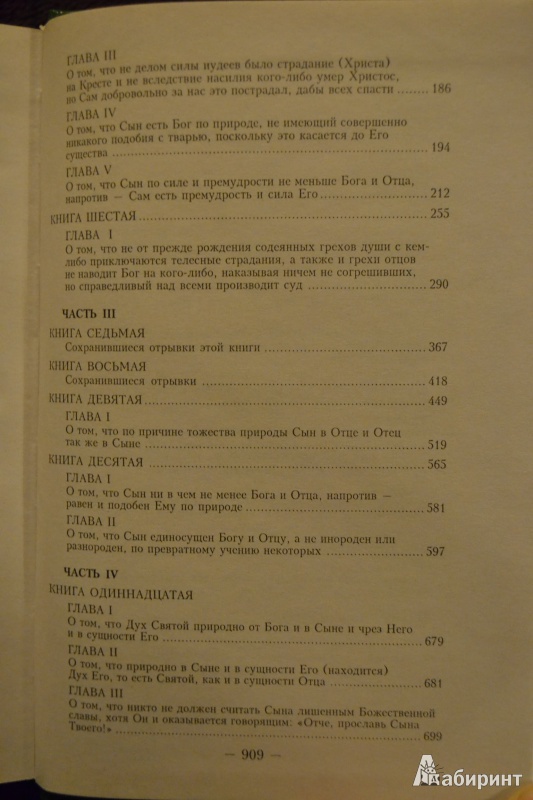 ГЛАВА III
О том, что не делом силы иудеев было страдание (Христа)
на Кресте и не вследствие насилия кого-либо умер Христос,
но Сам добровольно за нас это пострадал, дабы всех спасти ........ 186
ГЛАВА IV
О том, что Сын есть Бог по природе, не имеющий совершенно
никакого подобия с тварью, поскольку это касается до Его
существа ........ 194
ГЛАВА V
О том, что Сын по силе и премудрости не меньше Бога и Отца,
напротив — Сам есть премудрость и сила Его ........ 212
КНИГА ШЕСТАЯ ........ 255
ГЛАВА I
О том, что не от прежде рождения содеянных грехов души с кем-
либо приключаются телесные страдания, а также и грехи отцов
не наводит Бог на кого-либо, наказывая ничем не согрешивших,
но справедливый над всеми производит суд ........ 290
ЧАСТЬ III
КНИГА СЕДЬМАЯ
Сохранившиеся отрывки этой книги ........ 367
КНИГА ВОСЬМАЯ
Сохранившиеся отрывки ........ 418
КНИГА ДЕВЯТАЯ ........ 449
ГЛАВА I
О том, что по причине тожества природы Сын в Отце и Отец
так же в Сыне ........ 519
КНИГА ДЕСЯТАЯ ........ 565
ГЛАВА I
О том, что Сын ни в чем не менее Бога и Отца, напротив —
равен и подобен Ему по природе ........ 581
ГЛАВА II
О том, что Сын единосущен Богу и Отцу, а не инороден или
разнороден, по превратному учению некоторых ........ 597
ЧАСТЬ IV
КНИГА ОДИННАДЦАТАЯ
ГЛАВА I
О том, что Дух Святой природно от Бога и в Сыне и чрез Него
и в сущности Его ........ 679
ГЛАВА II
О том, что природно в Сыне и в сущности Его (находится)
Дух Его, то есть Святой, как и в сущности Отца ........ 681
ГЛАВА III
О том, что никто не должен считать Сына лишенным Божественной
славы, хотя Он и оказывается говорящим: «Отче, прославь Сына
Твоего!» ........ 699
— 909 —
Лабиринт